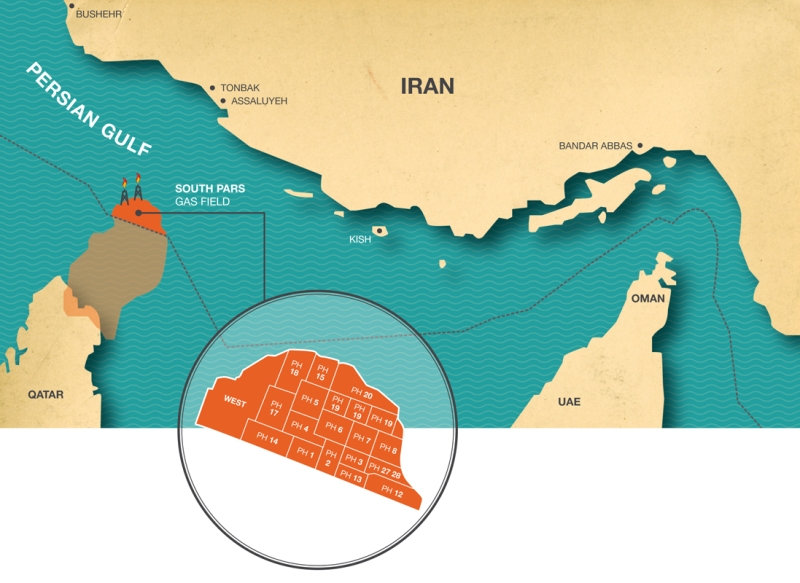 BUSHEHR
PERSIAN GULF
TONBAK
ASSALUYEH
IRAN
BANDAR ABBAS
SOUTH PARS
GAS FIELD
KISH
OMAN
QATAR
UAE
PH
18
PH
15
PH 20
WEST
PH 5
PH
19
PH
19
PH 19
PH
17
PH 4
PH 6
PH 7
PH 8
PH 14
PH 1
PH
2
PH 3
PH 27 28
PH 13
PH 12